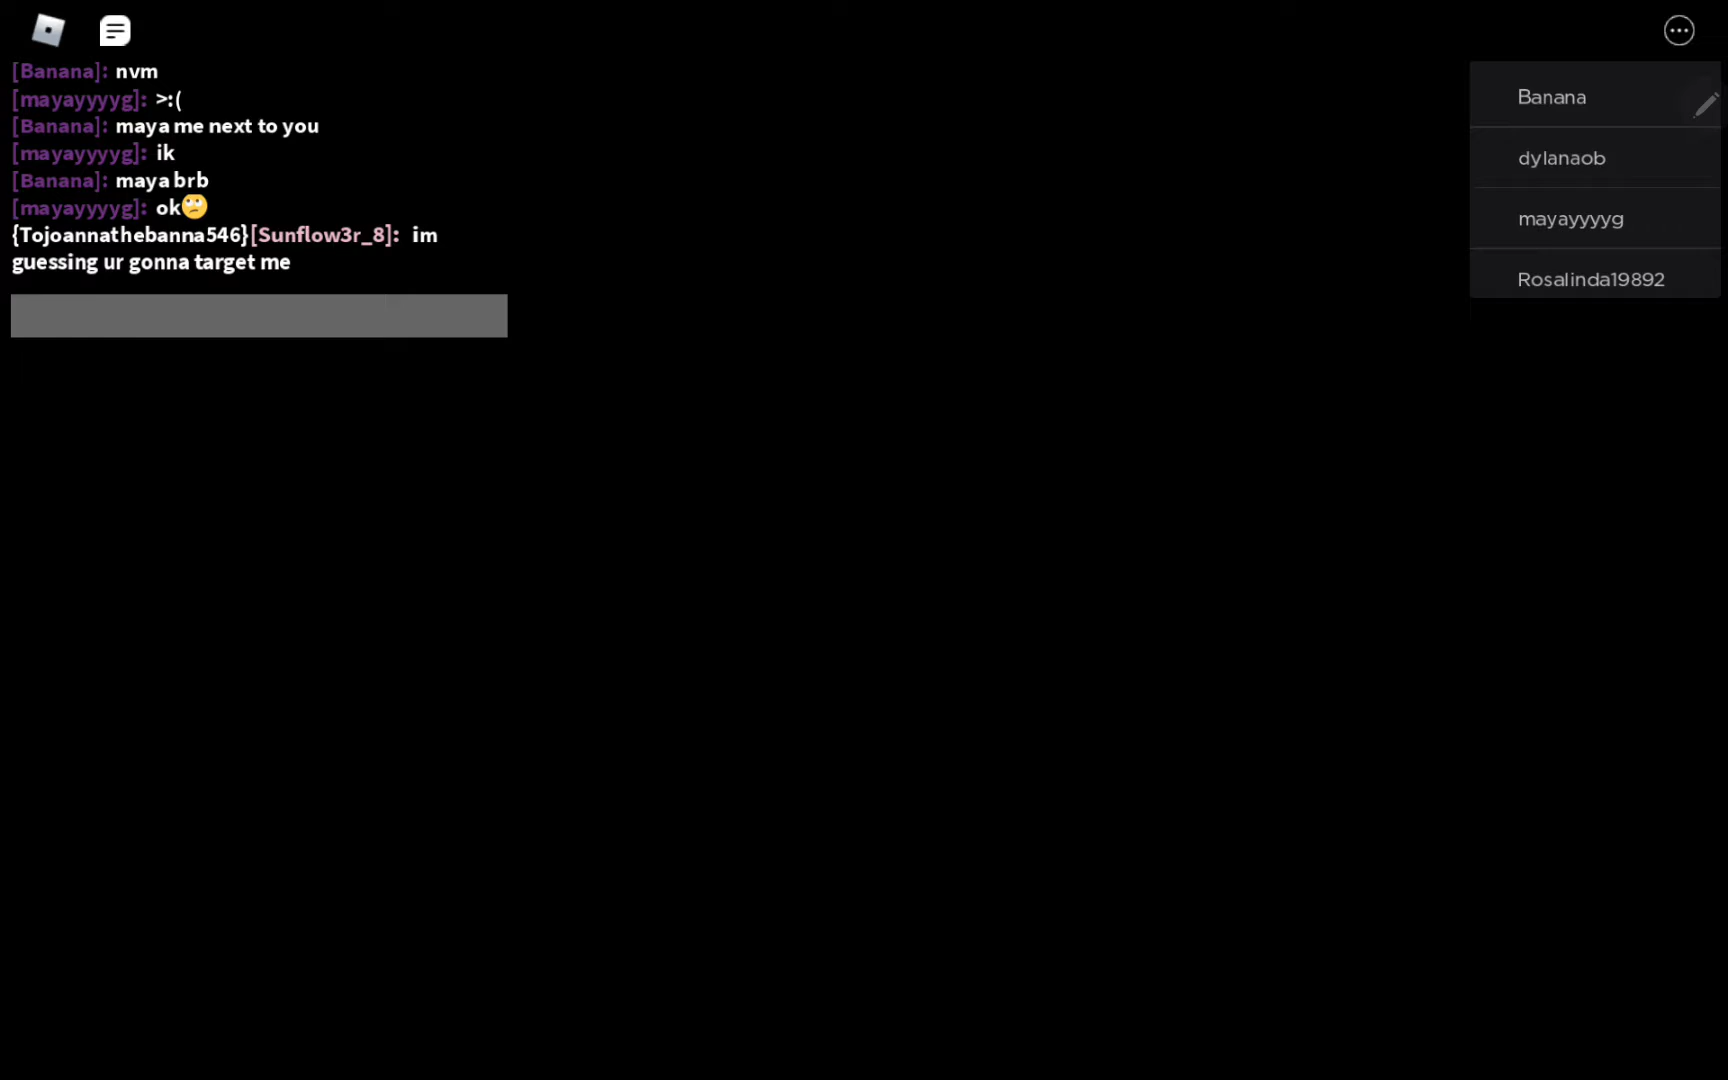 [Banana]: nvm
[mayayyyyg]: >:(
[Banana]: maya me next to you
[mayayyyyg]: ik
[Banana]: maya brb
[mayayyyyg]: ok🙄
{Tojoannathebanna546}[Sunflow3r_8]: im
guessing ur gonna target me
Banana
dylanaob
mayayyyyg
Rosalinda19892